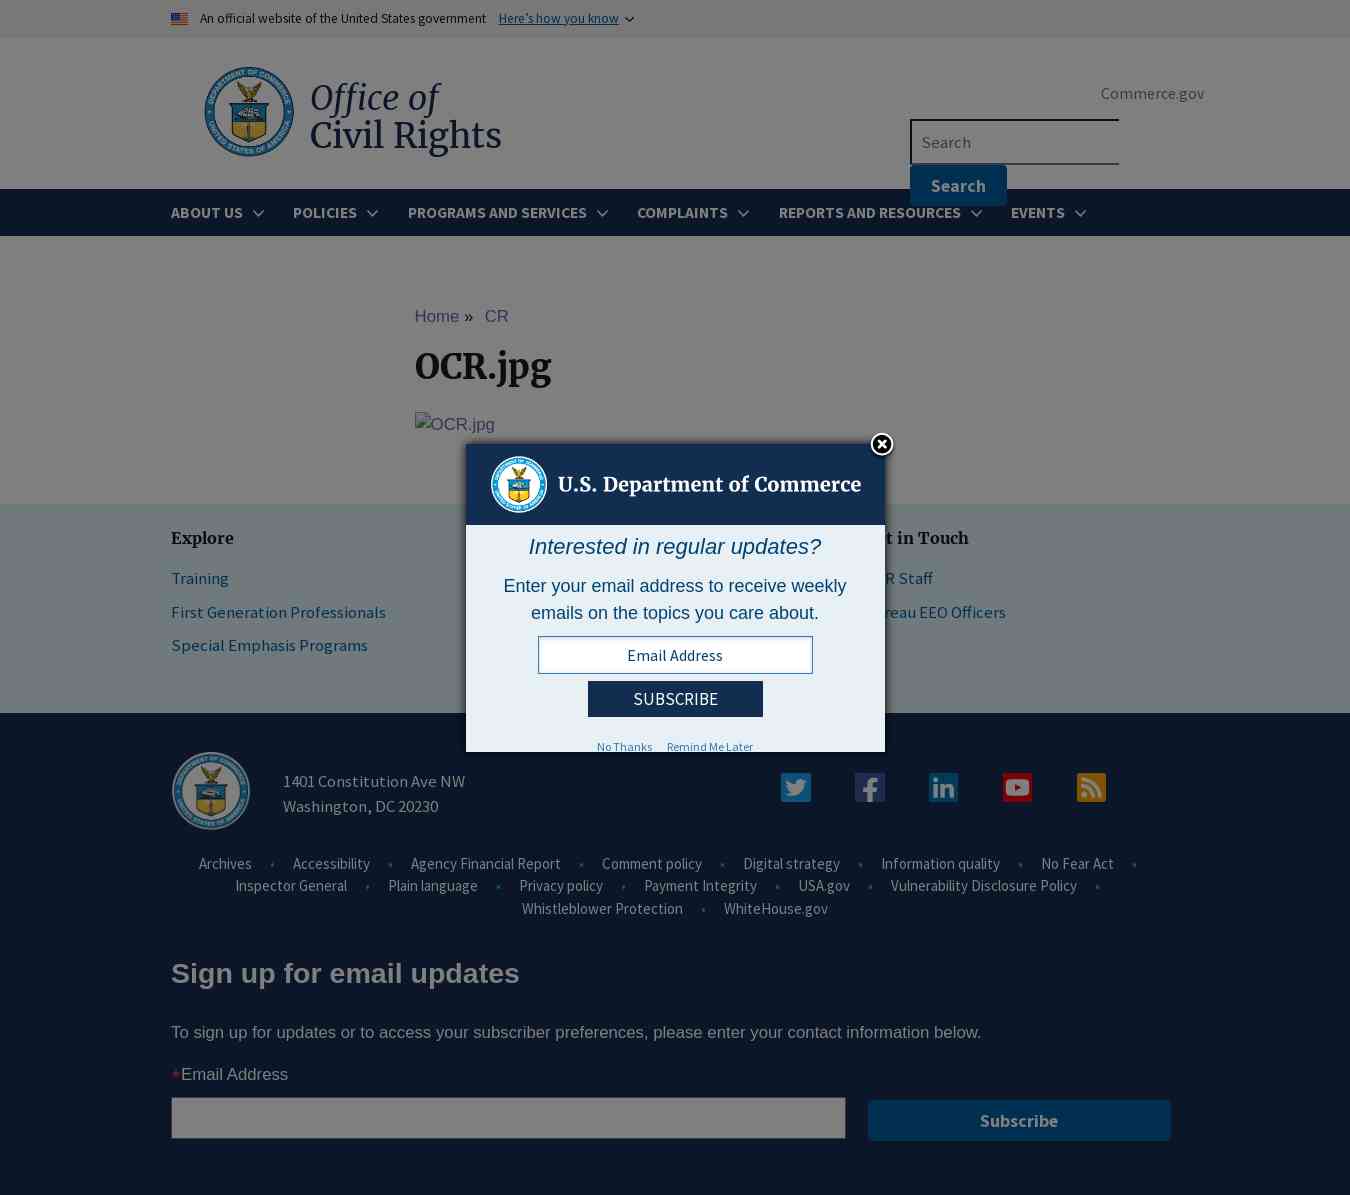 An official website of the United States government Here's how you know
Office of
Civil Rights
Commerce.gov
Search
Search
ABOUT US POLICIES PROGRAMS AND SERVICES COMPLAINTS REPORTS AND RESOURCES EVENTS
Home » CR
OCR.jpg
OCR.jpg
U.S. Department of Commerce
Interested in regular updates?
Enter your email address to receive weekly
emails on the topics you care about.
Email Address
SUBSCRIBE
No Thanks Remind Me Later
Explore
Training
First Generation Professionals
Special Emphasis Programs
in Touch
Staff
EEO Officers
1401 Constitution Ave NW
Washington, DC 20230
Archives • Accessibility • Agency Financial Report • Comment policy • Digital strategy • Information quality • No Fear Act •
Inspector General • Plain language • Privacy policy • Payment Integrity • USA.gov • Vulnerability Disclosure Policy •
Whistleblower Protection • WhiteHouse.gov
Sign up for email updates
To sign up for updates or to access your subscriber preferences, please enter your contact information below.
*Email Address
Subscribe